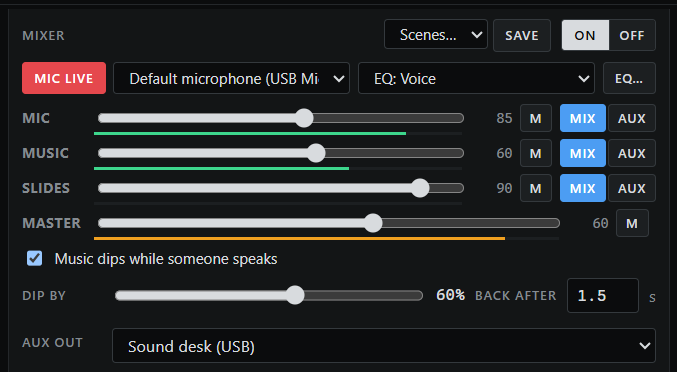 MIXER Scenes... SAVE ON OFF
MIC LIVE Default microphone (USB Mic EQ: Voice EQ...
MIC 85 M MIX AUX
MUSIC 60 M MIX AUX
SLIDES 90 M MIX AUX
MASTER 60 M
Music dips while someone speaks
DIP BY 60% BACK AFTER 1.5 s
AUX OUT Sound desk (USB)